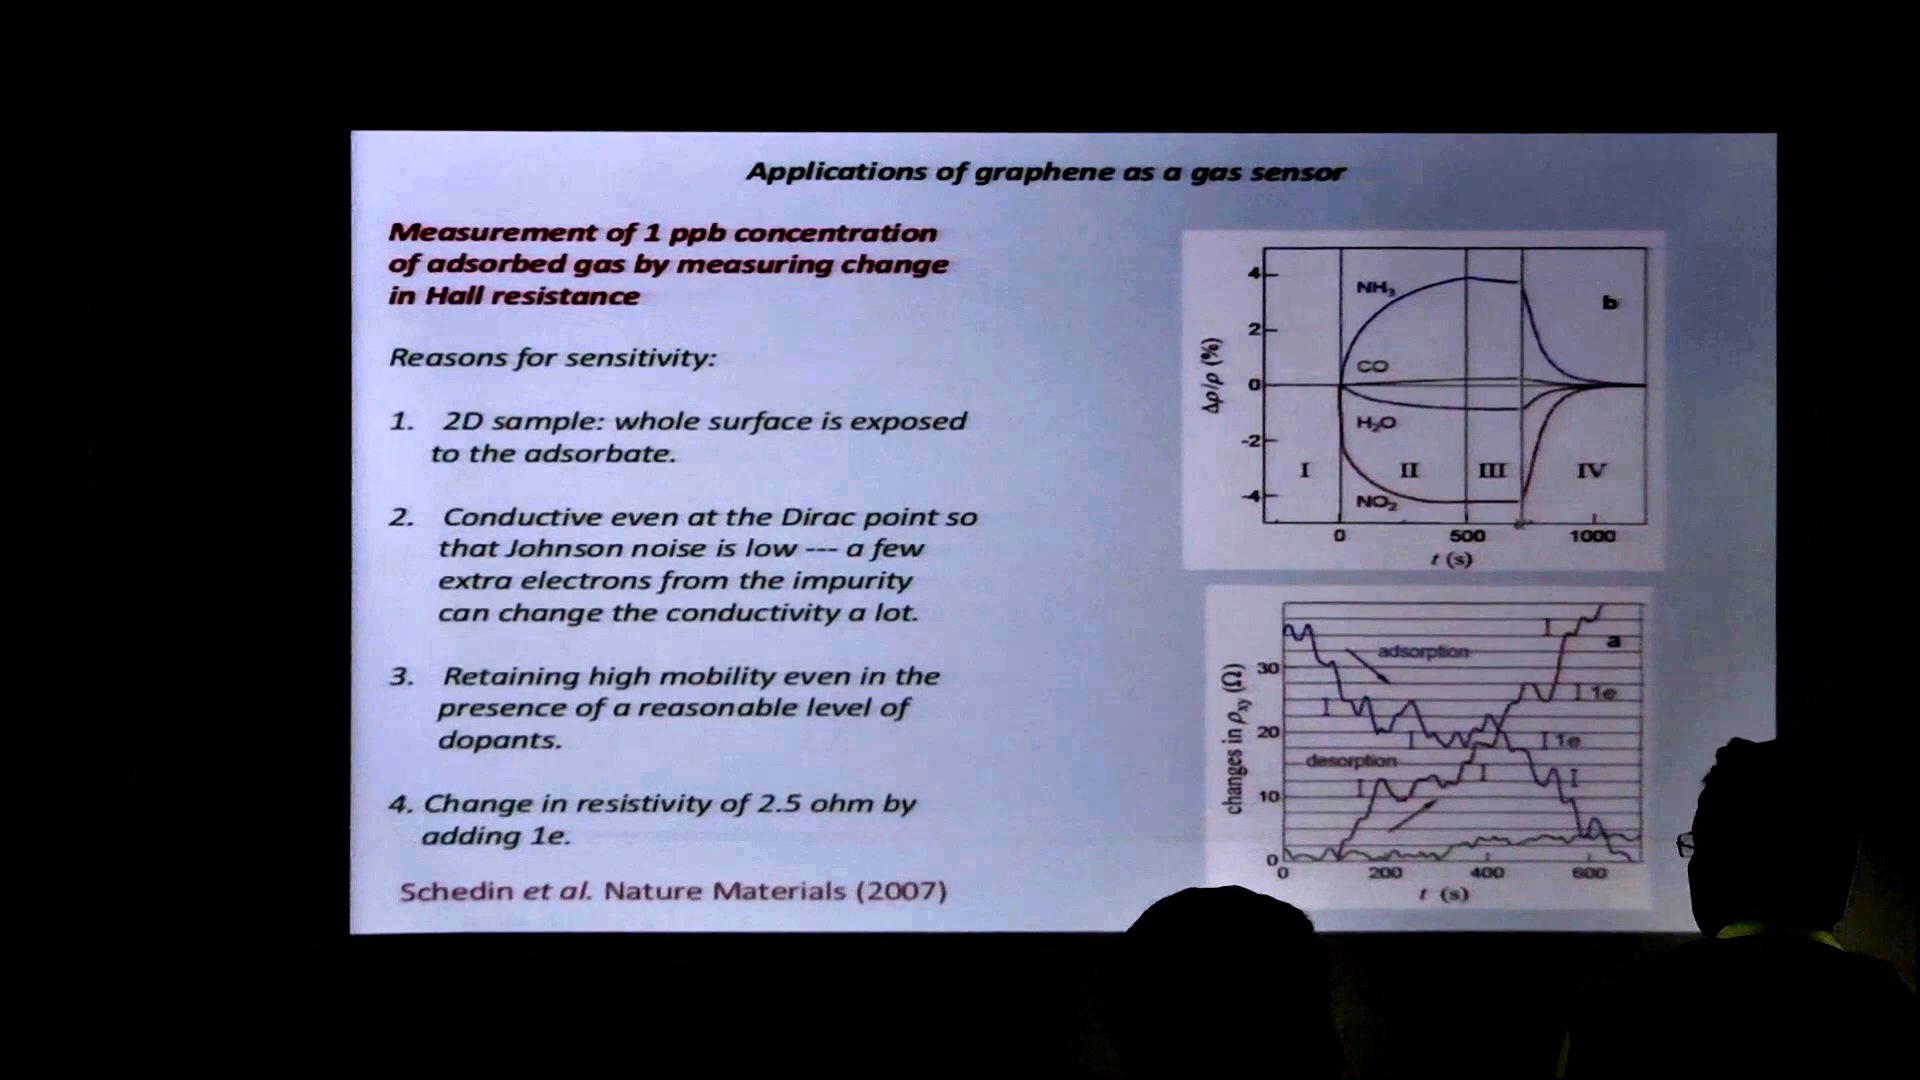 Applications of graphene as a gas sensor
Measurement of 1 ppb concentration
of adsorbed gas by measuring change
in Hall resistance
Reasons for sensitivity:
1. 2D sample: whole surface is exposed
to the adsorbate.
2. Conductive even at the Dirac point so
that Johnson noise is low --- a few
extra electrons from the impurity
can change the conductivity a lot.
3. Retaining high mobility even in the
presence of a reasonable level of
dopants.
4. Change in resistivity of 2.5 ohm by
adding 1e.
Schedin et al. Nature Materials (2007)
Δρ/ρ (%)
4
2
0
-2
-4
NH₃
CO
H₂O
NO₂
b
I II III IV
0 500 1000
t (s)
changes in ρxy (Ω)
30
20
10
0
adsorption
a
1e
1e
desorption
0 200 400 600
t (s)